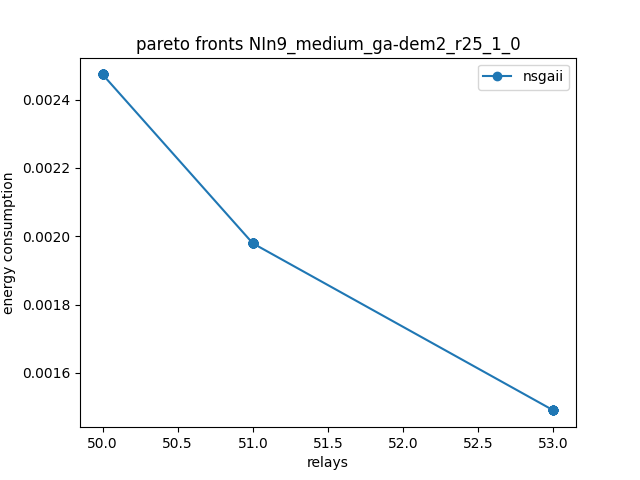 pareto fronts NIn9_medium_ga-dem2_r25_1_0
nsgaii
energy consumption
0.0024
0.0022
0.0020
0.0018
0.0016
50.0 50.5 51.0 51.5 52.0 52.5 53.0
relays